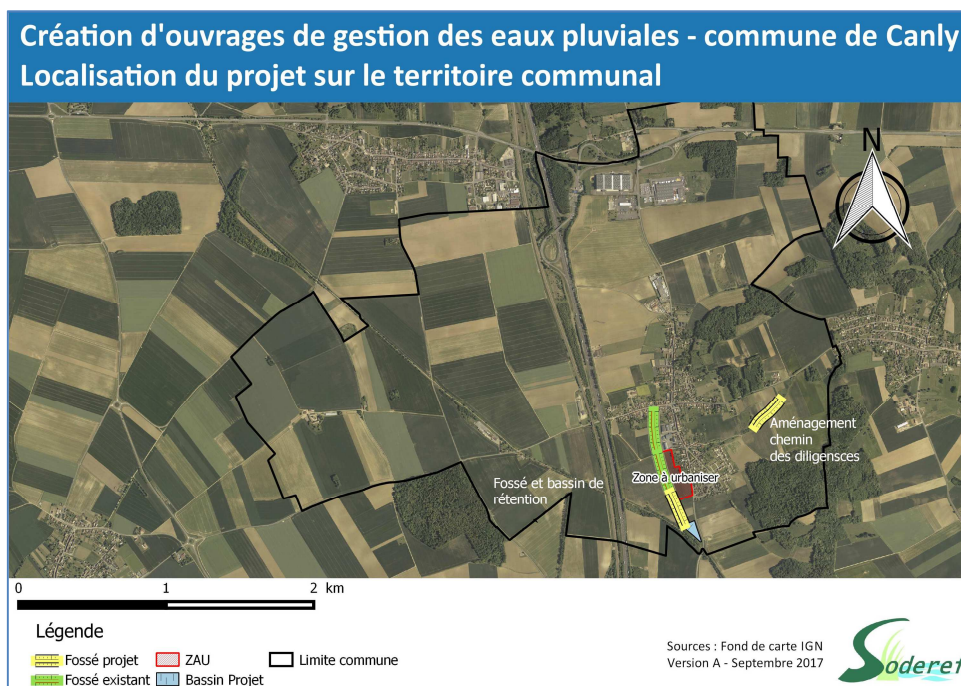 Création d'ouvrages de gestion des eaux pluviales - commune de Canly
Localisation du projet sur le territoire communal
N
Aménagement
chemin
des diligensces
Zone à urbaniser
Fossé et bassin de
rétention
0 1 2 km
Légende
Fossé projet ZAU Limite commune
Fossé existant Bassin Projet
Sources : Fond de carte IGN
Version A - Septembre 2017
Soderef